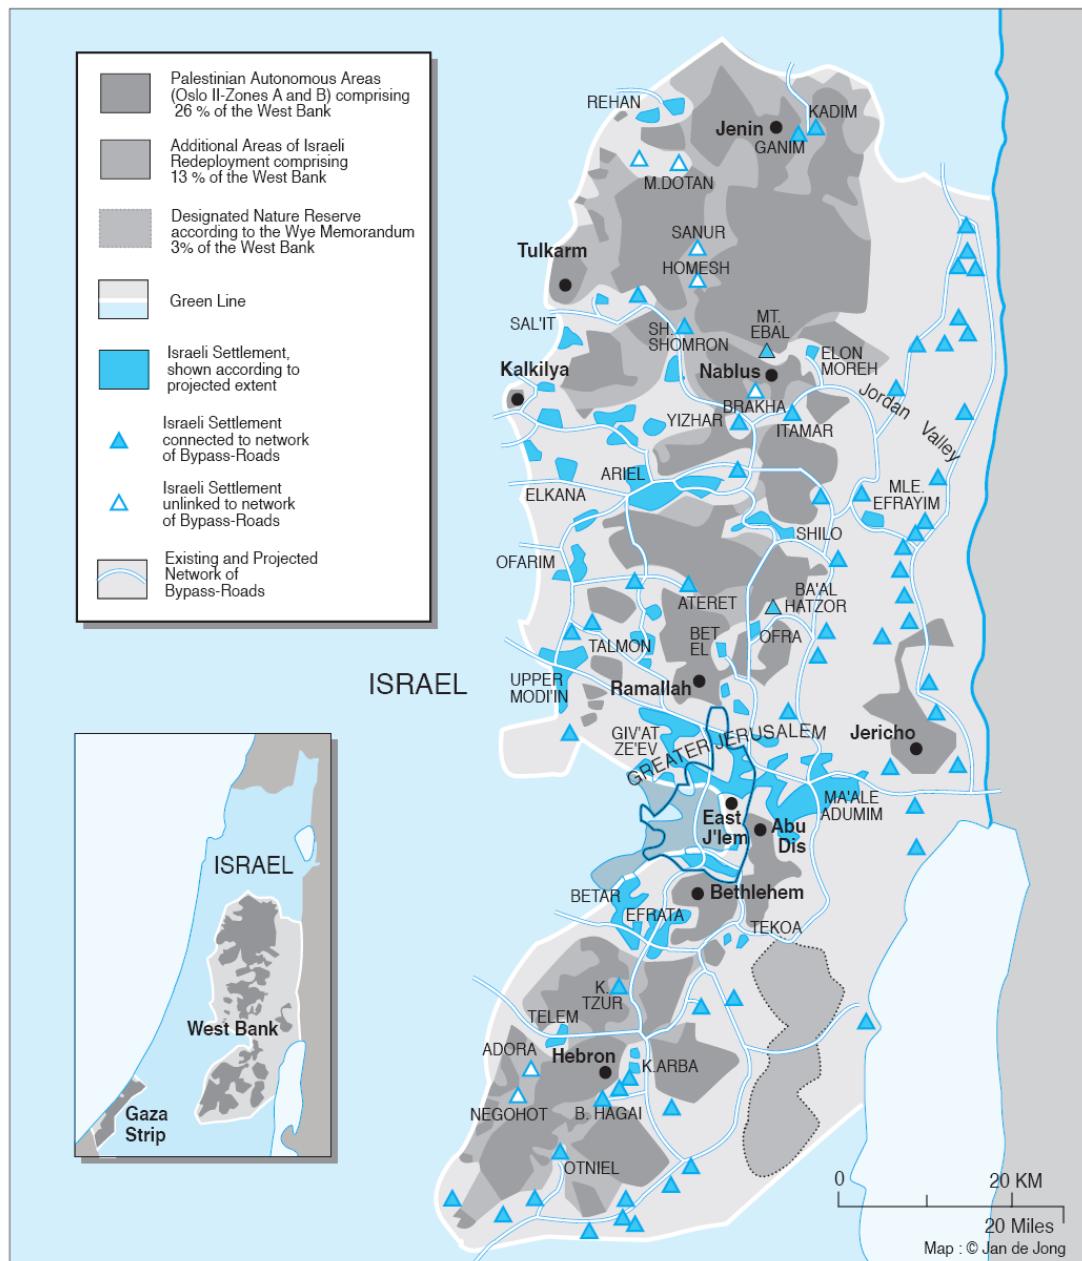 Palestinian Autonomous Areas
(Oslo II-Zones A and B) comprising
26 % of the West Bank
Additional Areas of Israeli
Redeployment comprising
13 % of the West Bank
Designated Nature Reserve
according to the Wye Memorandum
3% of the West Bank
Green Line
Israeli Settlement,
shown according to
projected extent
Israeli Settlement
connected to network
of Bypass-Roads
Israeli Settlement
unlinked to network
of Bypass-Roads
Existing and Projected
Network of
Bypass-Roads
REHAN
KADIM
Jenin
GANIM
M.DOTAN
SANUR
Tulkarm
HOMESH
SAL'IT
SH.
SHOMRON
MT.
EBAL
ELON
MOREH
Kalkilya
Nablus
Jordan
Valley
BRAKHA
YIZHAR
ITAMAR
ARIEL
ELKANA
MLE.
EFRAYIM
SHILO
OFARIM
ATERET
BA'AL
HATZOR
BET
EL
OFRA
TALMON
UPPER
MODI'IN
Ramallah
ISRAEL
GIV'AT
ZE'EV
GREATER JERUSALEM
Jericho
MA'ALE
ADUMIM
East
J'lem
Abu
Dis
BETAR
Bethlehem
EFRATA
TEKOA
K.
TZUR
TELEM
ADORA
Hebron
K.ARBA
NEGOHOT
B. HAGAI
OTNIEL
ISRAEL
West Bank
Gaza
Strip
0
20 KM
20 Miles
Map : © Jan de Jong